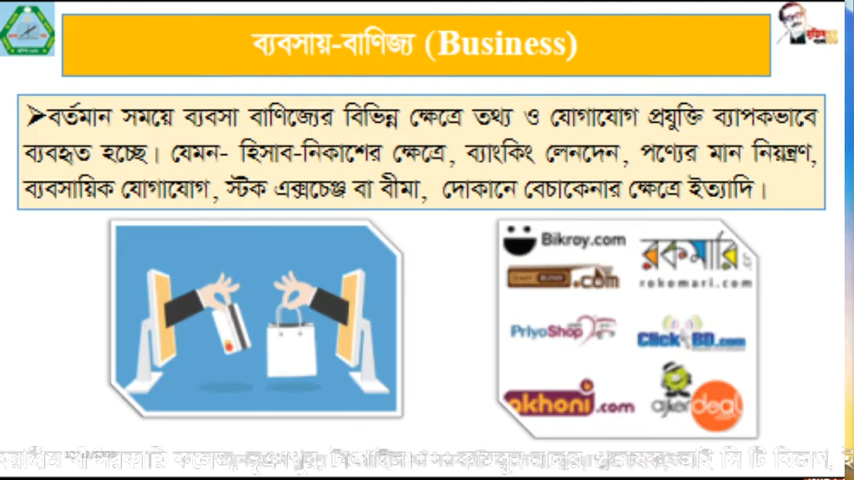 ব্যবসায়-বাণিজ্য (Business)
➤বর্তমান সময়ে ব্যবসা বাণিজ্যের বিভিন্ন ক্ষেত্রে তথ্য ও যোগাযোগ প্রযুক্তি ব্যাপকভাবে
ব্যবহৃত হচ্ছে। যেমন- হিসাব-নিকাশের ক্ষেত্রে, ব্যাংকিং লেনদেন, পণ্যের মান নিয়ন্ত্রণ,
ব্যবসায়িক যোগাযোগ, স্টক এক্সচেঞ্জ বা বীমা, দোকানে বেচাকেনার ক্ষেত্রে ইত্যাদি।
Bikroy.com
রকমারি
rokomari.com
.com
PriyoShop
ClickBD.com
akhoni.com
ajkerdeal